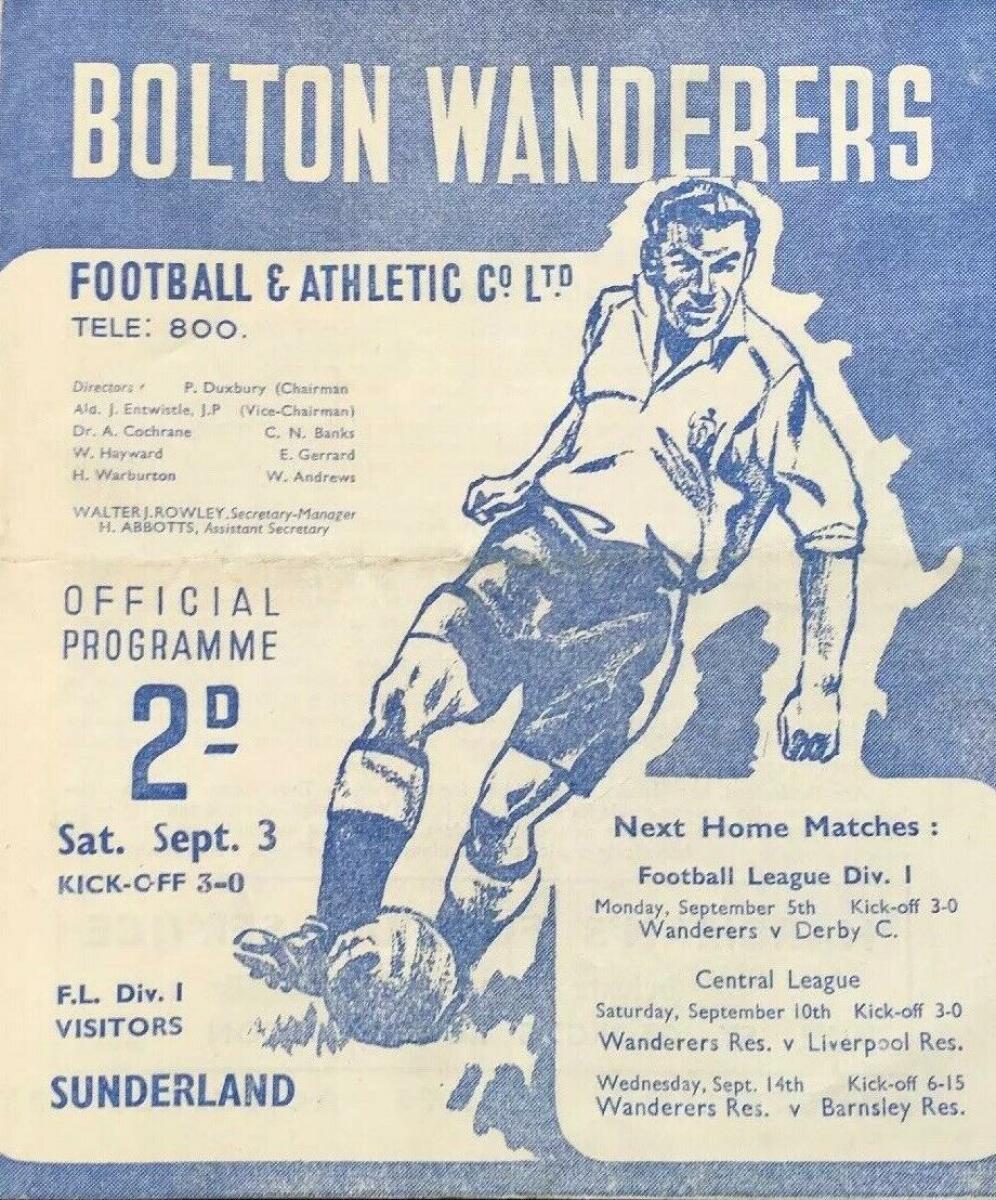 BOLTON WANDERERS
FOOTBALL & ATHLETIC Cº LTD
TELE: 800.
Directors: P. Duxbury (Chairman
Ald. J. Entwistle, J.P (Vice-Chairman)
Dr. A. Cochrane C. N. Banks
W. Hayward E. Gerrard
H. Warburton W. Andrews
WALTER J. ROWLEY, Secretary-Manager
H. ABBOTTS, Assistant Secretary
OFFICIAL
PROGRAMME
2D
Sat. Sept. 3
KICK-OFF 3-0
F.L. Div. I
VISITORS
SUNDERLAND
Next Home Matches :
Football League Div. I
Monday, September 5th Kick-off 3-0
Wanderers v Derby C.
Central League
Saturday, September 10th Kick-off 3-0
Wanderers Res. v Liverpool Res.
Wednesday, Sept. 14th Kick-off 6-15
Wanderers Res. v Barnsley Res.